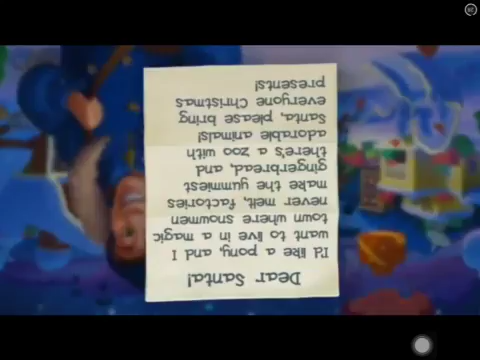 Dear Santa!
I'd like a pony, and I
want to live in a magic
town where snowmen
never melt, factories
make the yummiest
gingerbread, and
there's a zoo with
adorable animals!
Santa, please bring
everyone Christmas
presents!